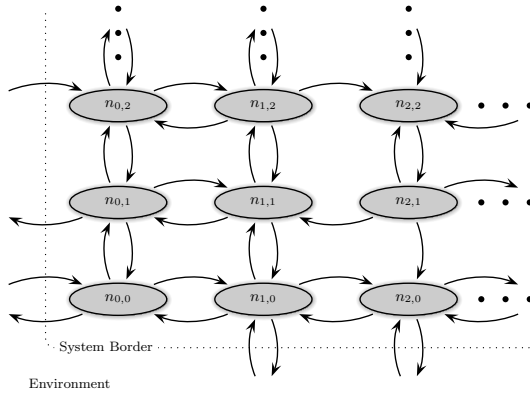 n0,2 n1,2 n2,2
n0,1 n1,1 n2,1
n0,0 n1,0 n2,0
System Border
Environment